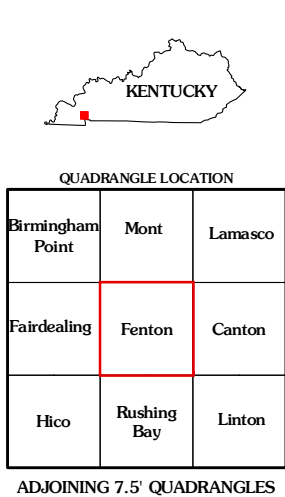 KENTUCKY
QUADRANGLE LOCATION
Birmingham
Point
Mont
Lamasco
Fairdealing
Fenton
Canton
Hico
Rushing
Bay
Linton
ADJOINING 7.5' QUADRANGLES